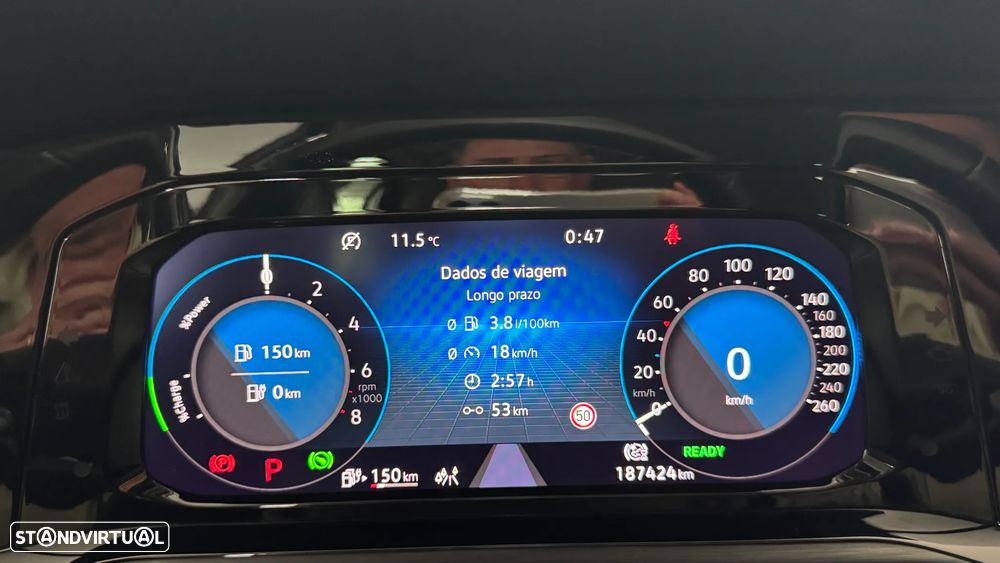 11.5°C
0:47
Dados de viagem
Longo prazo
Ø 3.8 l/100km
Ø 18 km/h
2:57 h
53 km
50
%Power
%Charge
0
2
4
6
8
rpm
x1000
150 km
0 km
P
P
150 km
0
20
40
60
80
100
120
140
160
180
200
220
240
260
km/h
0
km/h
READY
187424 km
STANDVIRTUAL